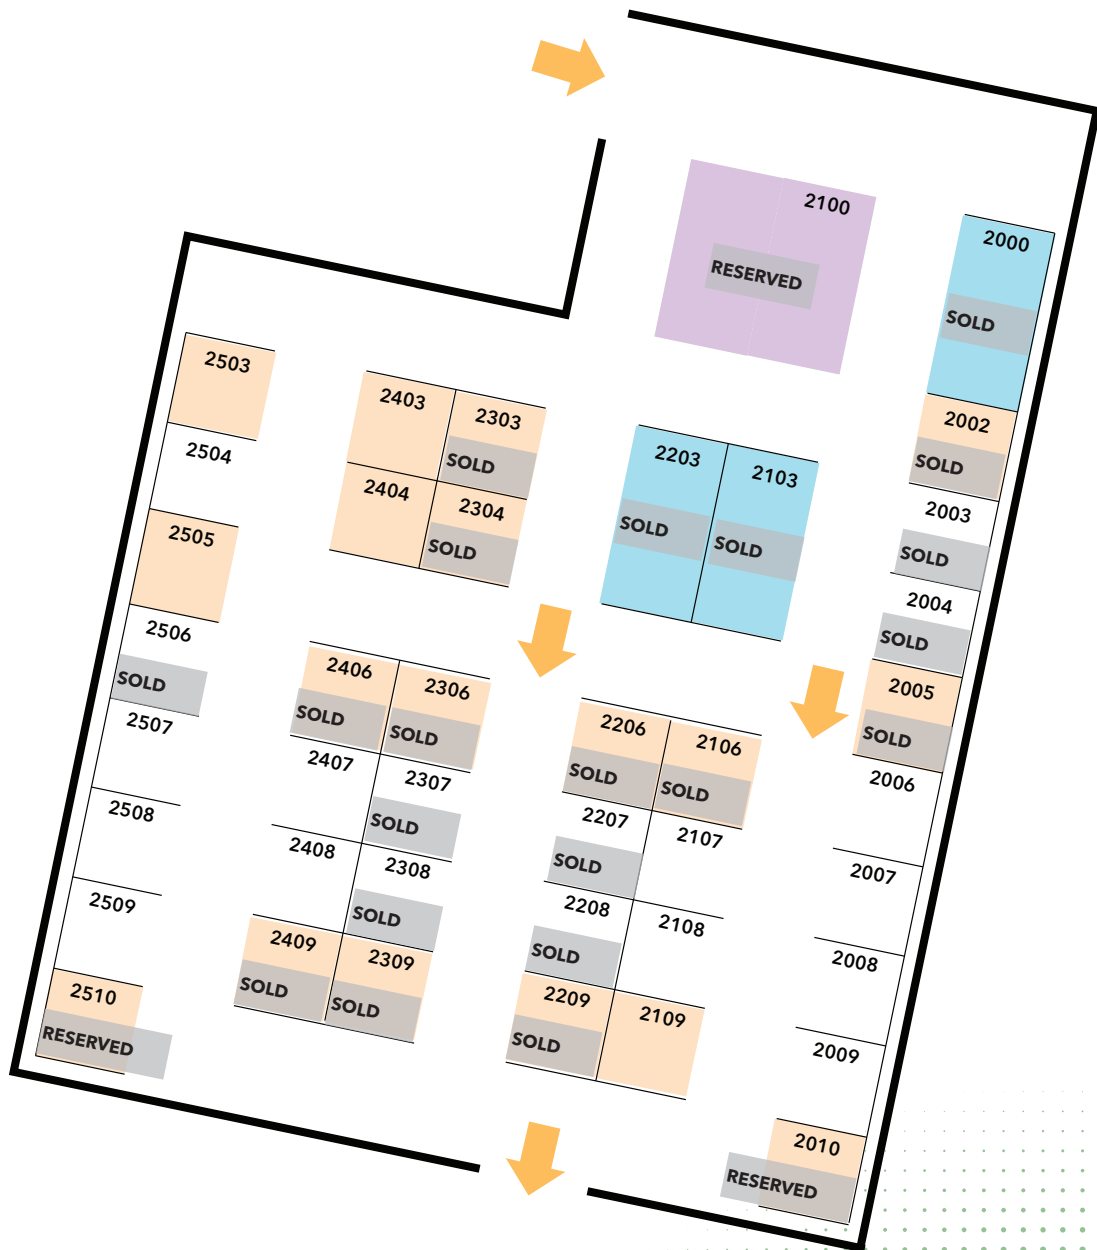 2100
RESERVED
2000
SOLD
2002
SOLD
2003
SOLD
2004
SOLD
2005
SOLD
2006
2007
2008
2009
2010
RESERVED
2503
2504
2505
2506
SOLD
2507
2508
2509
2510
RESERVED
2403
2303
SOLD
2404
2304
SOLD
2203
SOLD
2103
SOLD
2406
SOLD
2306
SOLD
2407
2307
SOLD
2408
2308
SOLD
2409
SOLD
2309
SOLD
2206
SOLD
2106
SOLD
2207
SOLD
2107
2208
SOLD
2108
2209
SOLD
2109